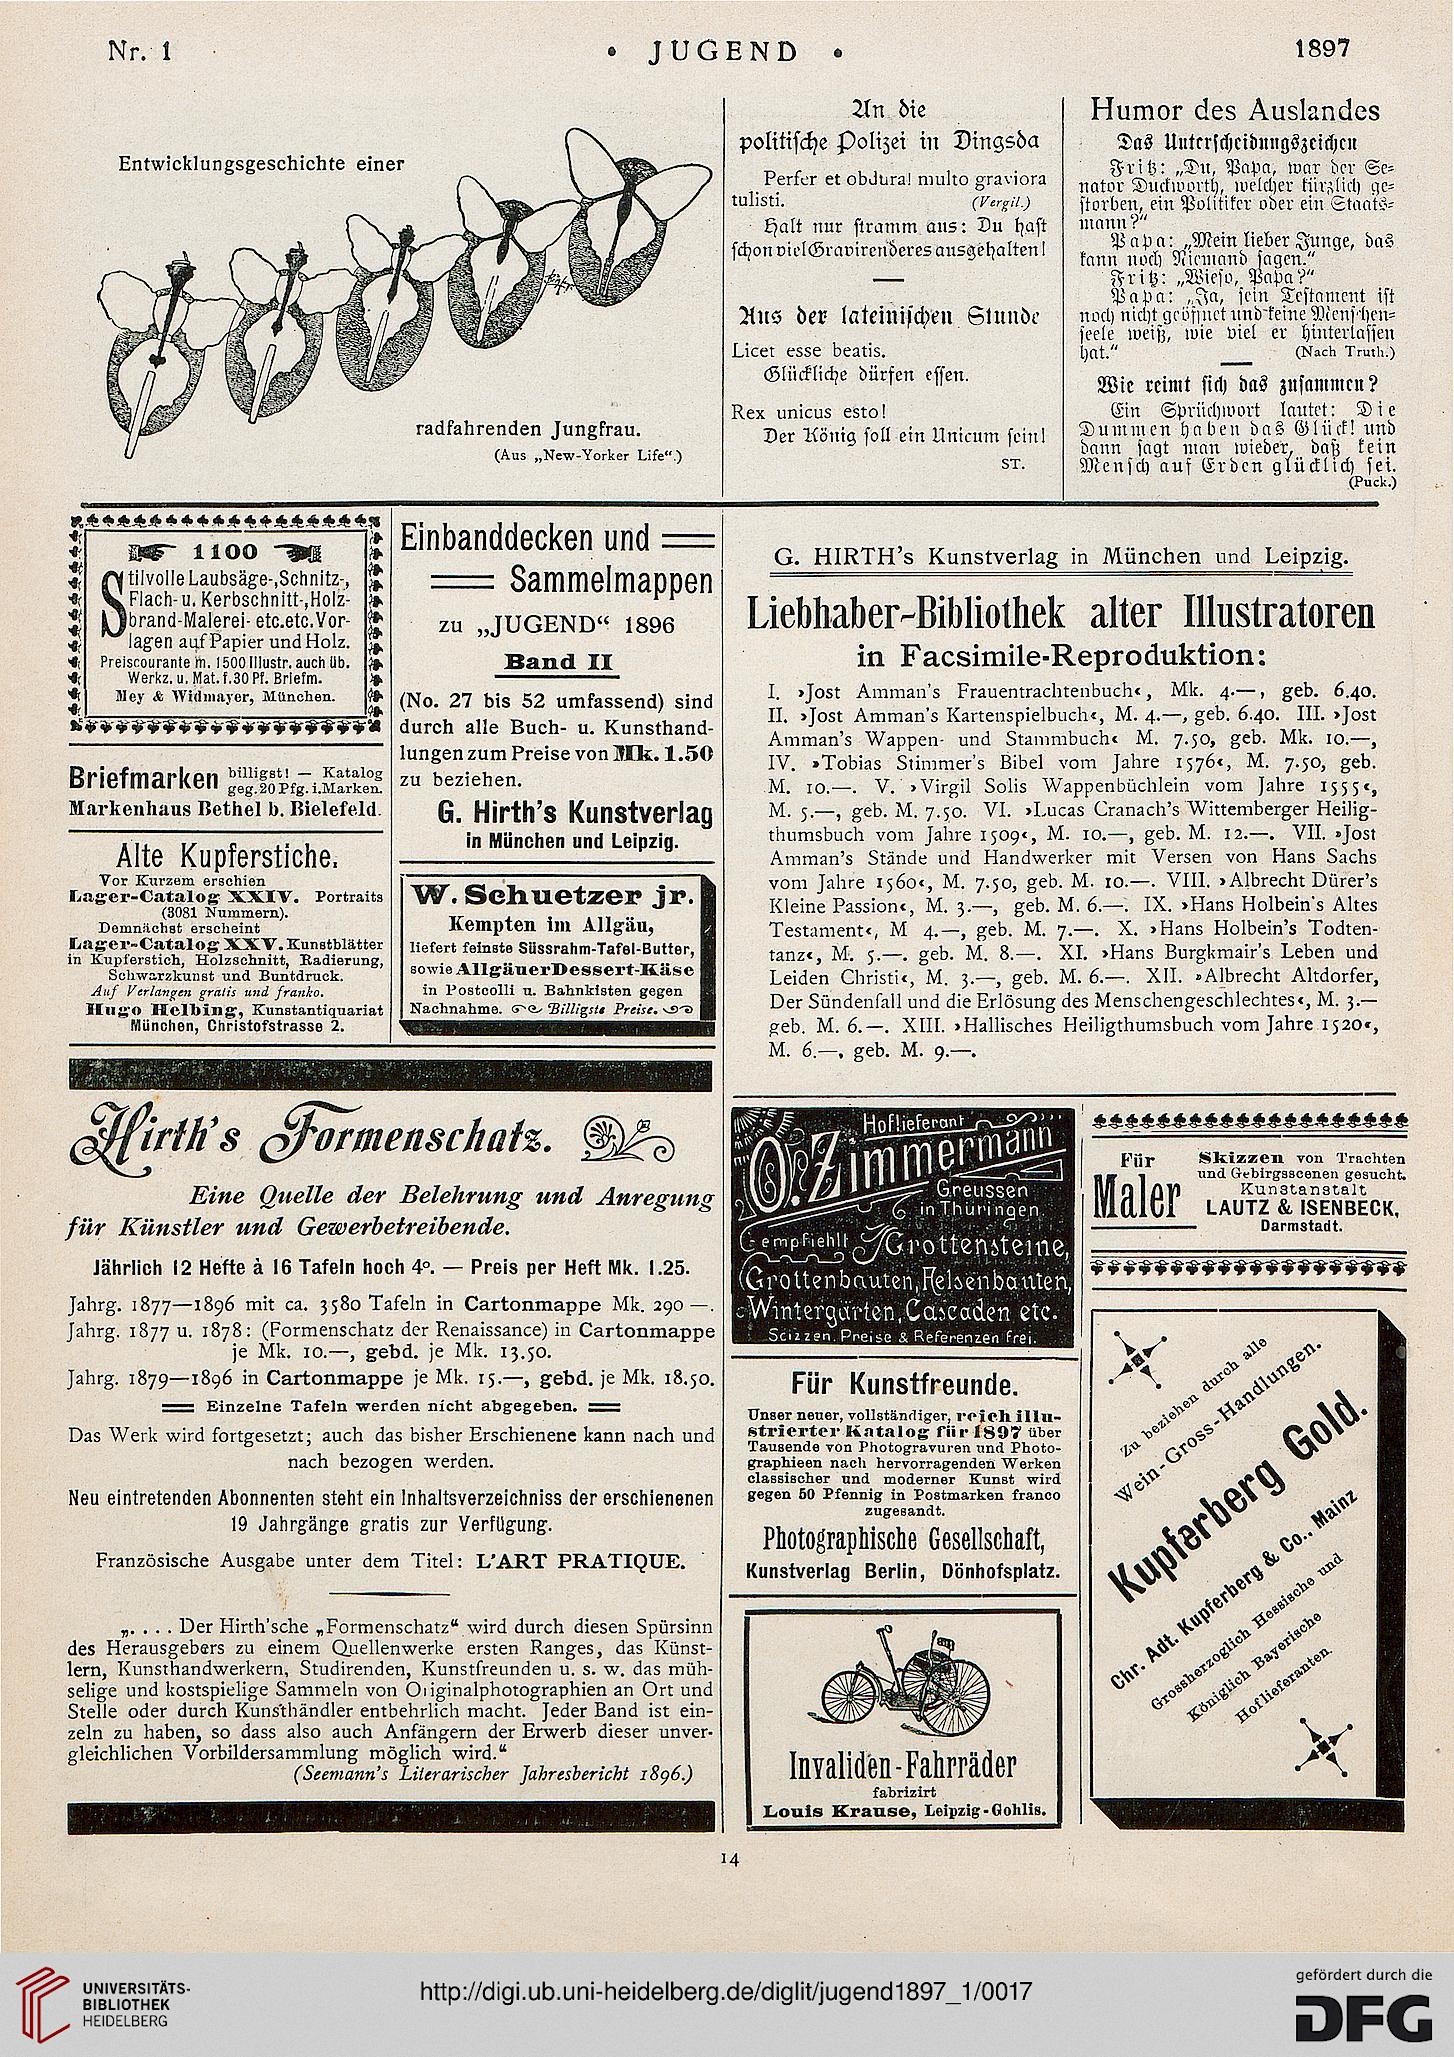 Nr. 1
• JUGEND •
1897
Entwicklungsgeschichte einer
radfahrenden Jungfrau.
(Aus „New-Yorker Life“.)
An die
politische Polizei in Dingsda
Perfer et obdura! multo graviora
tulisti. (Vergil.)
Halt nur stramm aus: Du hast
schon viel Gravirenderes ausgehalten!
Aus der lateinischen Stunde
Licet esse beatis.
Glückliche dürfen essen.
Rex unicus esto!
Der König soll ein Unicum sein!
ST.
Humor des Auslandes
Das Unterscheidungszeichen
Fritz: „Du, Papa, war der Se-
nator Duckworth, welcher kürzlich ge-
storben, ein Politiker oder ein Staats-
mann?“
Papa: „Mein lieber Junge, das
kann noch Niemand sagen.“
Fritz: „Wieso, Papa?“
Papa: „Ja, sein Testament ist
noch nicht geöffnet und keine Menschen-
seele weiß, wie viel er hinterlassen
hat.“ (Nach Truth.)
Wie reimt sich das zusammen?
Ein Sprüchwort lautet: Die
Dummen haben das Glück! und
dann sagt man wieder, daß kein
Mensch auf Erden glücklich sei.
(Puck.)
1100
Stilvolle Laubsäge-, Schnitz-,
Flach- u. Kerbschnitt-, Holz-
brand-Malerei- etc. etc. Vor-
lagen auf Papier und Holz.
Preiscourante m. 1500 Illustr. auch üb.
Werkz. u. Mat. f. 30 Pf. Briefm.
Mey & Widmayer, München.
Briefmarken billigst! — Katalog
geg. 20 Pfg. i. Marken.
Markenhaus Bethel b. Bielefeld.
Alte Kupferstiche.
Vor Kurzem erschien
Lager-Catalog XXIV. Portraits
(3081 Nummern).
Demnächst erscheint
Lager-Catalog XXV. Kunstblätter
in Kupferstich, Holzschnitt, Radierung,
Schwarzkunst und Buntdruck.
Auf Verlangen gratis und franko.
Hugo Helbing, Kunstantiquariat
München, Christofstrasse 2.
Einbanddecken und
Sammelmappen
zu „JUGEND“ 1896
Band II
(No. 27 bis 52 umfassend) sind
durch alle Buch- u. Kunsthand-
lungen zum Preise von Mk. 1.50
zu beziehen.
G. Hirth's Kunstverlag
in München und Leipzig.
W. Schuetzer jr.
Kempten im Allgäu,
liefert feinste Süssrahm-Tafel-Butter,
sowie Allgäuer Dessert-Käse
in Postcolli u. Bahnkisten gegen
Nachnahme. Billigste Preise.
G. HIRTH's Kunstverlag in München und Leipzig.
Liebhaber-Bibliothek alter Illustratoren
in Facsimile-Reproduktion:
I. ›Jost Amman's Frauentrachtenbuch‹, Mk. 4.—, geb. 6.40.
II. ›Jost Amman's Kartenspielbuch‹, M. 4.—, geb. 6.40. III. ›Jost
Amman's Wappen- und Stammbuch‹ M. 7.50, geb. Mk. 10.—,
IV. ›Tobias Stimmer's Bibel vom Jahre 1576‹, M. 7.50, geb.
M. 10.—. V. ›Virgil Solis Wappenbüchlein vom Jahre 1555‹,
M. 5.—, geb. M. 7.50. VI. ›Lucas Cranach's Wittemberger Heilig-
thumsbuch vom Jahre 1509‹, M. 10.—, geb. M. 12.—. VII. ›Jost
Amman's Stände und Handwerker mit Versen von Hans Sachs
vom Jahre 1560‹, M. 7.50, geb. M. 10.—. VIII. ›Albrecht Dürer's
Kleine Passion‹, M. 3.—, geb. M. 6.—. IX. ›Hans Holbein's Altes
Testament‹, M 4.—, geb. M. 7.—. X. ›Hans Holbein's Todten-
tanz‹, M. 5.—. geb. M. 8.—. XI. ›Hans Burgkmair's Leben und
Leiden Christi‹, M. 3.—, geb. M. 6.—. XII. ›Albrecht Altdorfer,
Der Sündenfall und die Erlösung des Menschengeschlechtes‹, M. 3.—
geb. M. 6.—. XIII. ›Hallisches Heiligthumsbuch vom Jahre 1520‹,
M. 6.—, geb. M. 9.—.
Hirth's Formenschatz.
Eine Quelle der Belehrung und Anregung
für Künstler und Gewerbetreibende.
Jährlich 12 Hefte à 16 Tafeln hoch 4°. — Preis per Heft Mk. 1.25.
Jahrg. 1877—1896 mit ca. 3580 Tafeln in Cartonmappe Mk. 290 —.
Jahrg. 1877 u. 1878: (Formenschatz der Renaissance) in Cartonmappe
je Mk. 10.—, gebd. je Mk. 13.50.
Jahrg. 1879—1896 in Cartonmappe je Mk. 15.—, gebd. je Mk. 18.50.
Einzelne Tafeln werden nicht abgegeben.
Das Werk wird fortgesetzt; auch das bisher Erschienene kann nach und
nach bezogen werden.
Neu eintretenden Abonnenten steht ein Inhaltsverzeichniss der erschienenen
19 Jahrgänge gratis zur Verfügung.
Französische Ausgabe unter dem Titel: L'ART PRATIQUE.
„.... Der Hirth'sche „Formenschatz“ wird durch diesen Spürsinn
des Herausgebers zu einem Quellenwerke ersten Ranges, das Künst-
lern, Kunsthandwerkern, Studirenden, Kunstfreunden u. s. w. das müh-
selige und kostspielige Sammeln von Originalphotographien an Ort und
Stelle oder durch Kunsthändler entbehrlich macht. Jeder Band ist ein-
zeln zu haben, so dass also auch Anfängern der Erwerb dieser unver-
gleichlichen Vorbildersammlung möglich wird.“
(Seemann's Literarischer Jahresbericht 1896.)
Hoflieferant
O. Zimmermann
Greussen
in Thüringen
empfiehlt Grottensteine,
Grottenbauten, Felsenbauten,
Wintergärten, Cascaden etc.
Scizzen. Preise & Referenzen frei.
Für Kunstfreunde.
Unser neuer, vollständiger, reich illu-
strierter Katalog für 1897 über
Tausende von Photogravuren und Photo-
graphieen nach hervorragenden Werken
classischer und moderner Kunst wird
gegen 50 Pfennig in Postmarken franco
zugesandt.
Photographische Gesellschaft,
Kunstverlag Berlin, Dönhofsplatz.
Invaliden-Fahrräder
fabrizirt
Louis Krause, Leipzig-Gohlis.
Für
Maler
Skizzen von Trachten
und Gebirgsscenen gesucht.
Kunstanstalt
LAUTZ & ISENBECK,
Darmstadt.
Zu beziehen durch alle
Wein-Gross-Handlungen.
Kupferberg Gold.
Chr. Adt. Kupferberg & Co., Mainz
Grossherzoglich Hessische und
Königlich Bayerische
Hoflieferanten.
14
UNIVERSITÄTS-
BIBLIOTHEK
HEIDELBERG
http://digi.ub.uni-heidelberg.de/diglit/jugend1897_1/0017
gefördert durch die
DFG